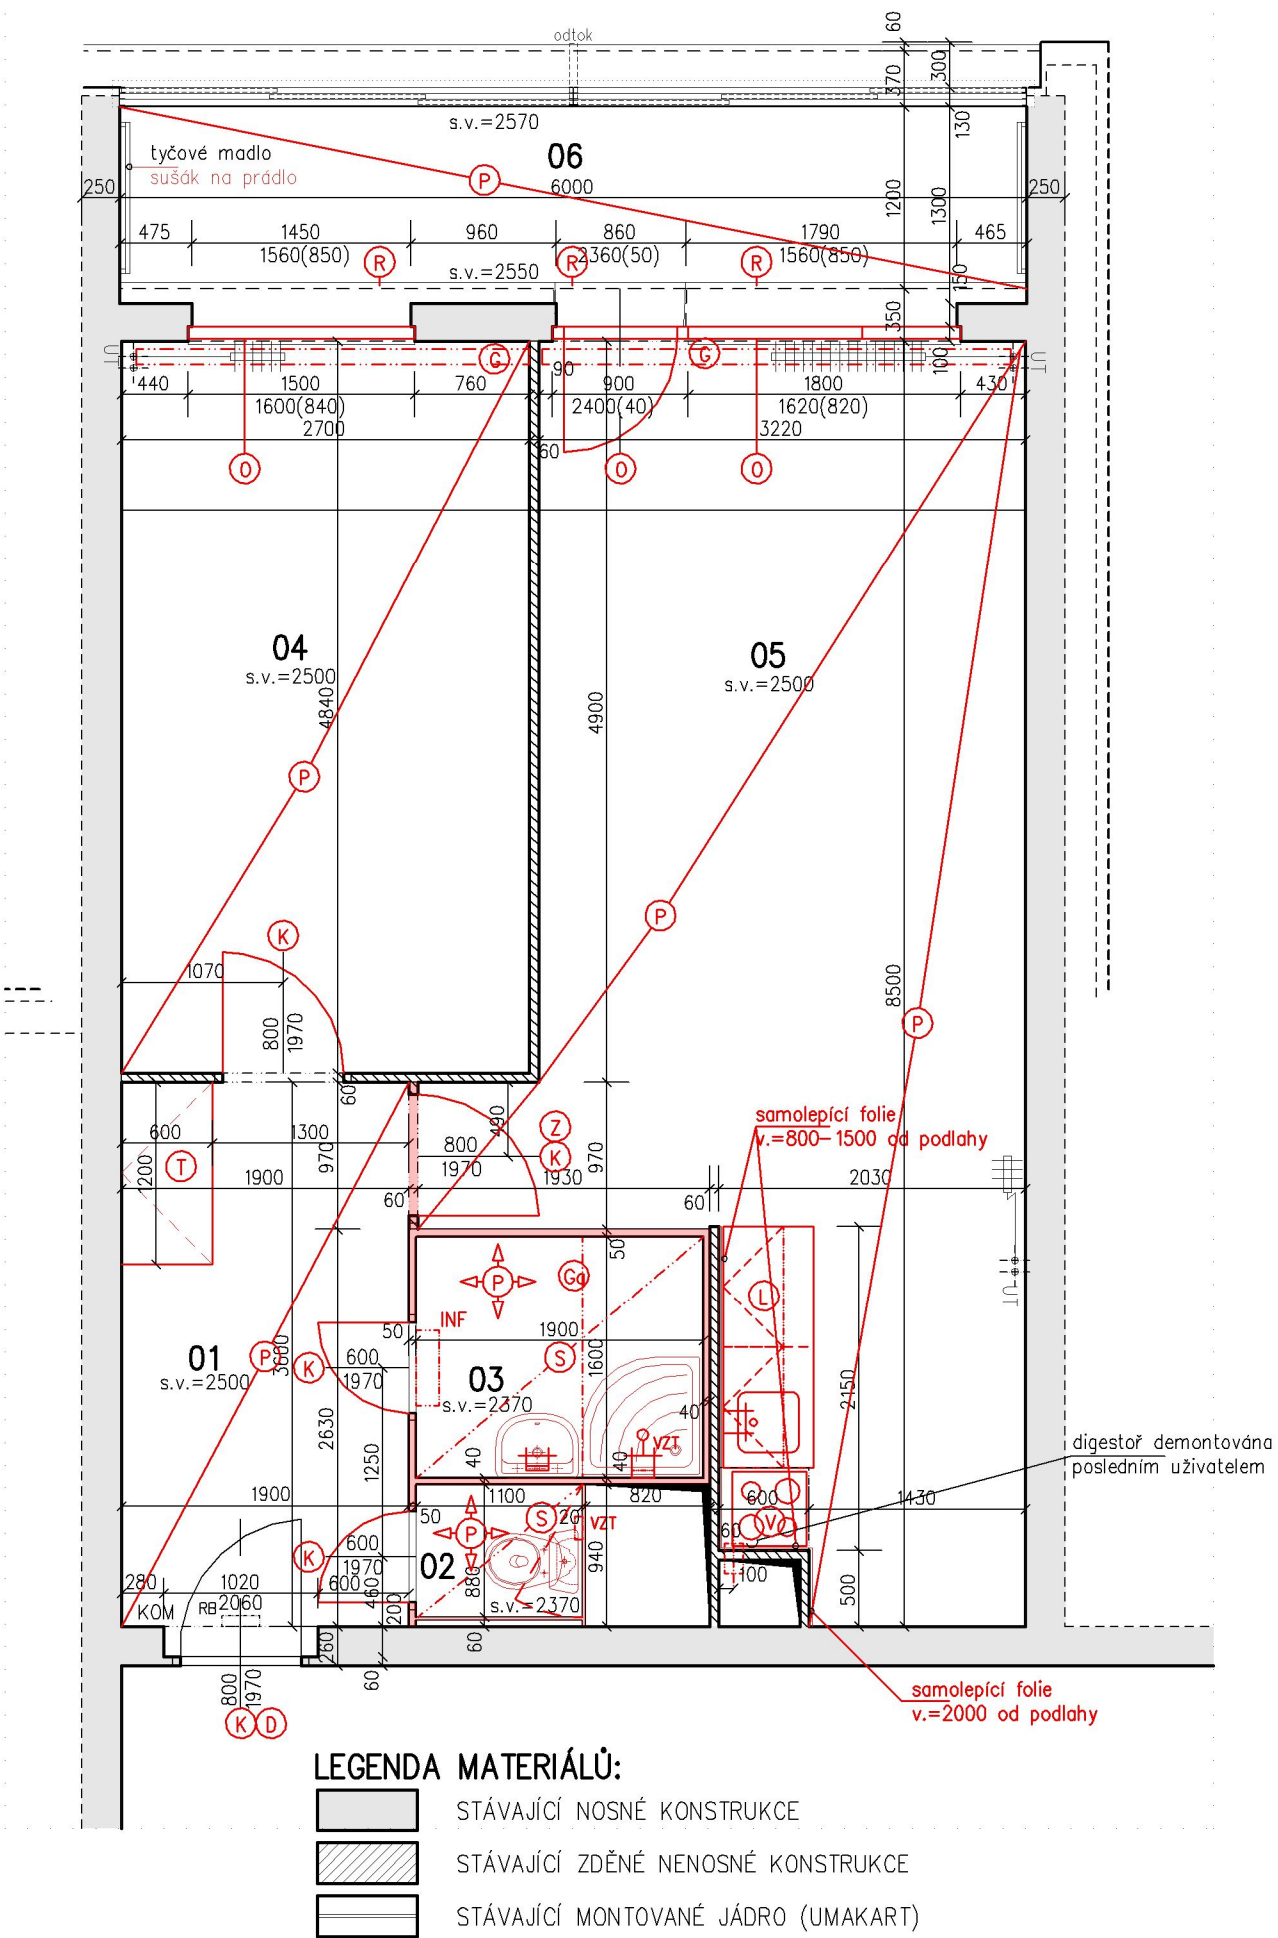 odtok
60
370
300
130
s.v.=2570
06
tyčové madlo
sušák na prádlo
P
250
6000
250
1200
1300
475
1450
960
860
1790
465
1560(850)
2360(50)
1560(850)
R
R
R
s.v.=2550
150
350
UT
G
G
UT
100
90
440
1500
760
900
1800
430
1600(840)
2400(40)
1620(820)
2700
3220
60
O
O
O
04
s.v.=2500
05
s.v.=2500
4840
4900
P
P
K
1070
800
1970
8500
P
60
samolepící folie
v.=800-1500 od podlahy
600
1300
490
Z
800
K
1970
970
970
T
1200
1900
1930
2030
60
60
50
P
Ga
L
INF
50
1900
UT
01
P
3000
K
600
1970
S
1600
s.v.=2500
03
s.v.=2370
2150
40
2630
1250
40
40
VZT
digestoř demontována
posledním uživatelem
1900
1100
820
600
1430
50
P
S
20
VZT
V
60
K
600
1970
02
940
880
280
1020
600
460
100
KOM
RB
2060
200
s.v.=2370
500
260
60
60
800
1970
K
D
samolepící folie
v.=2000 od podlahy
LEGENDA MATERIÁLŮ:
STÁVAJÍCÍ NOSNÉ KONSTRUKCE
STÁVAJÍCÍ ZDĚNÉ NENOSNÉ KONSTRUKCE
STÁVAJÍCÍ MONTOVANÉ JÁDRO (UMAKART)